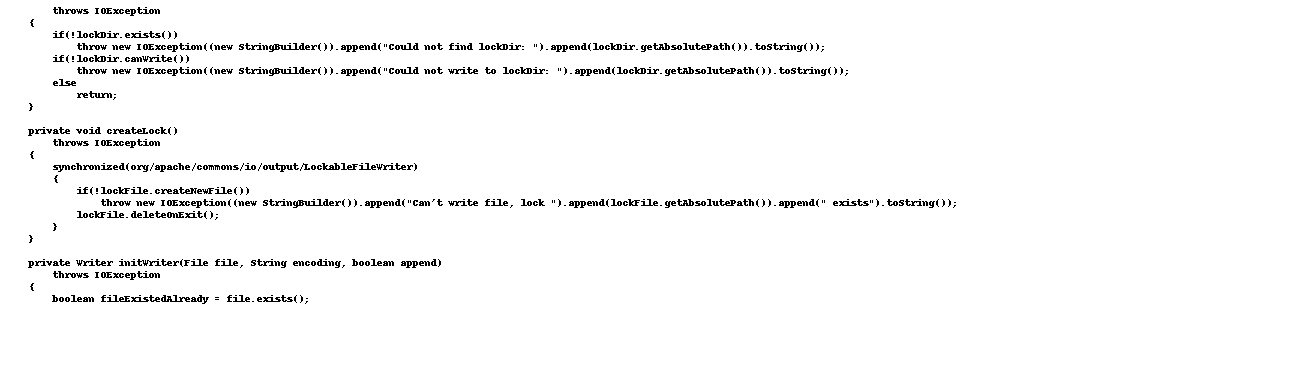 throws IOException
    {
        if(!lockDir.exists())
            throw new IOException((new StringBuilder()).append("Could not find lockDir: ").append(lockDir.getAbsolutePath()).toString());
        if(!lockDir.canWrite())
            throw new IOException((new StringBuilder()).append("Could not write to lockDir: ").append(lockDir.getAbsolutePath()).toString());
        else
            return;
    }

    private void createLock()
        throws IOException
    {
        synchronized(org/apache/commons/io/output/LockableFileWriter)
        {
            if(!lockFile.createNewFile())
                throw new IOException((new StringBuilder()).append("Can't write file, lock ").append(lockFile.getAbsolutePath()).append(" exists").toString());
            lockFile.deleteOnExit();
        }
    }

    private Writer initWriter(File file, String encoding, boolean append)
        throws IOException
    {
        boolean fileExistedAlready = file.exists();